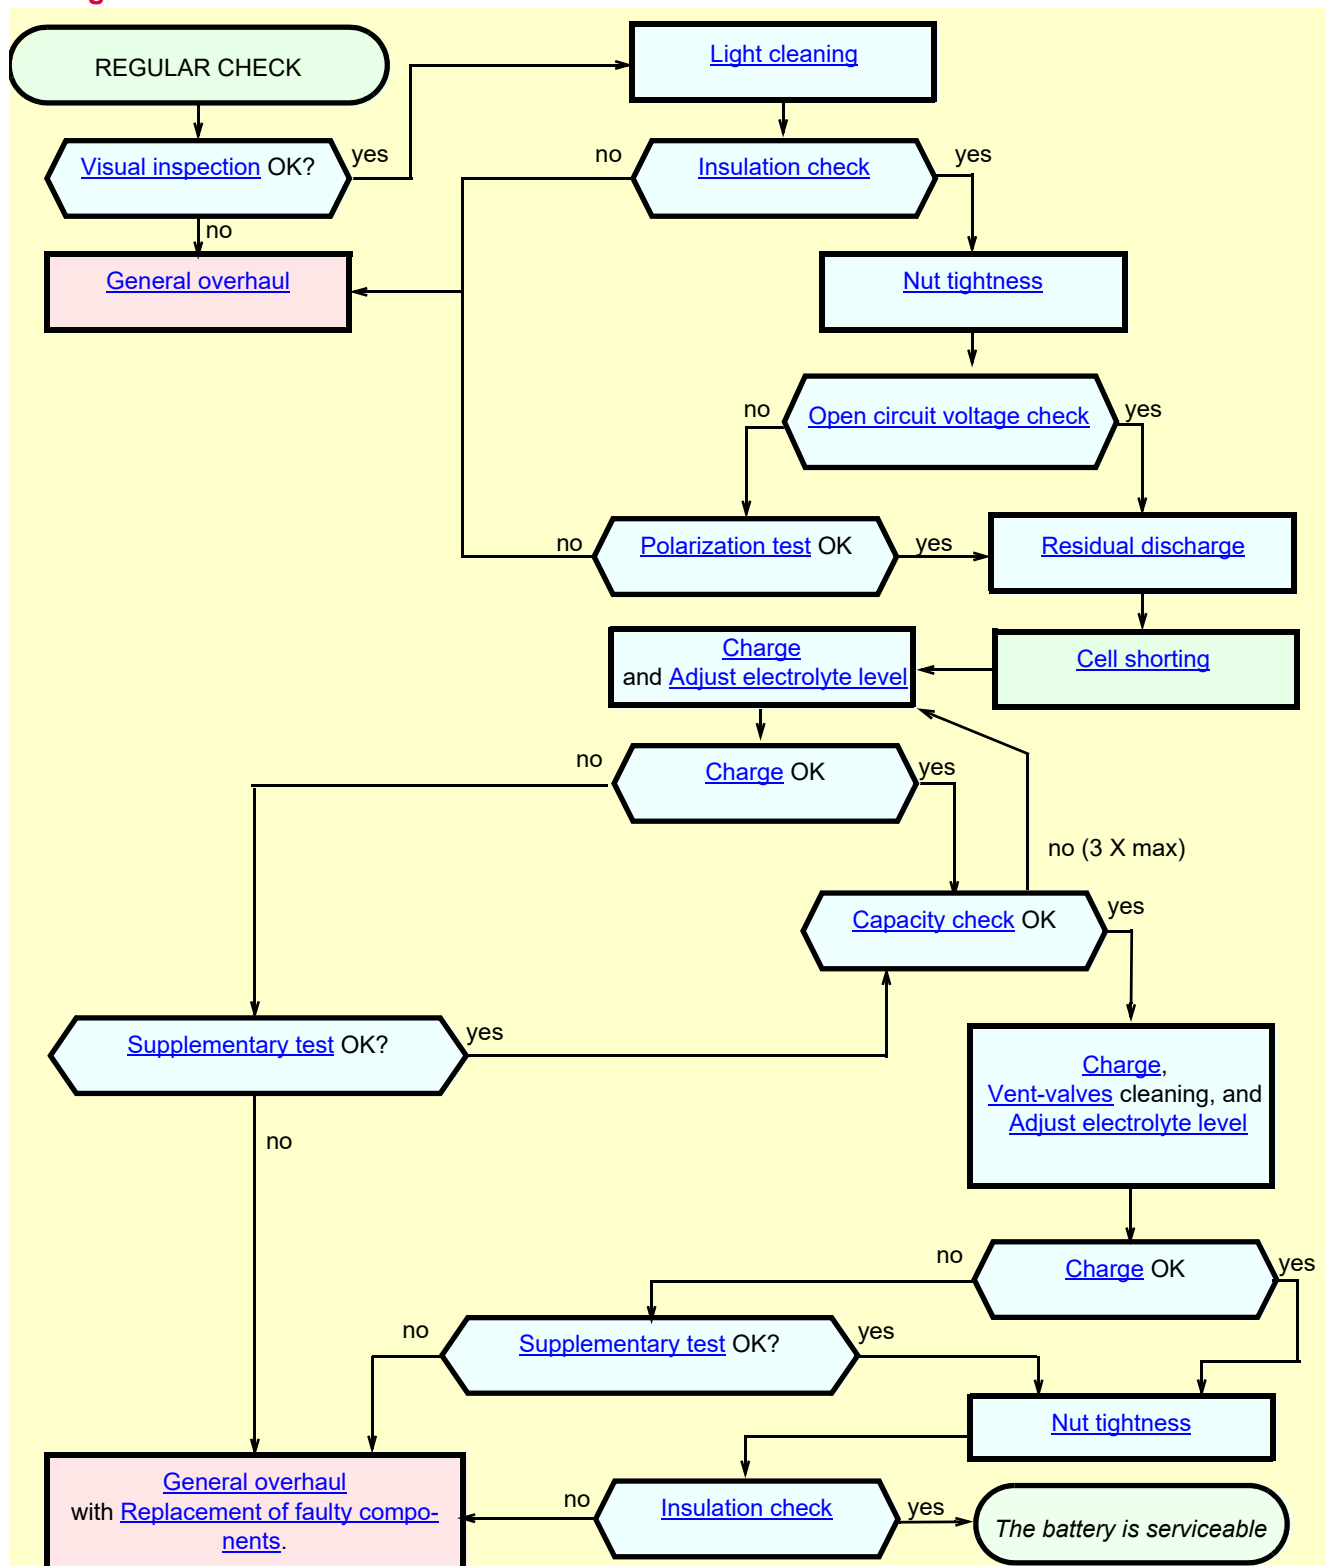 REGULAR CHECK
Light cleaning
Visual inspection OK?
yes
no
Insulation check
yes
no
General overhaul
Nut tightness
no
Open circuit voltage check
yes
no
Polarization test OK
yes
Residual discharge
Charge
and Adjust electrolyte level
Cell shorting
no
Charge OK
yes
no (3 X max)
Capacity check OK
yes
Supplementary test OK?
yes
Charge,
Vent-valves cleaning, and
Adjust electrolyte level
no
no
Charge OK
yes
no
Supplementary test OK?
yes
Nut tightness
General overhaul
with Replacement of faulty compo-
nents.
no
Insulation check
yes
The battery is serviceable